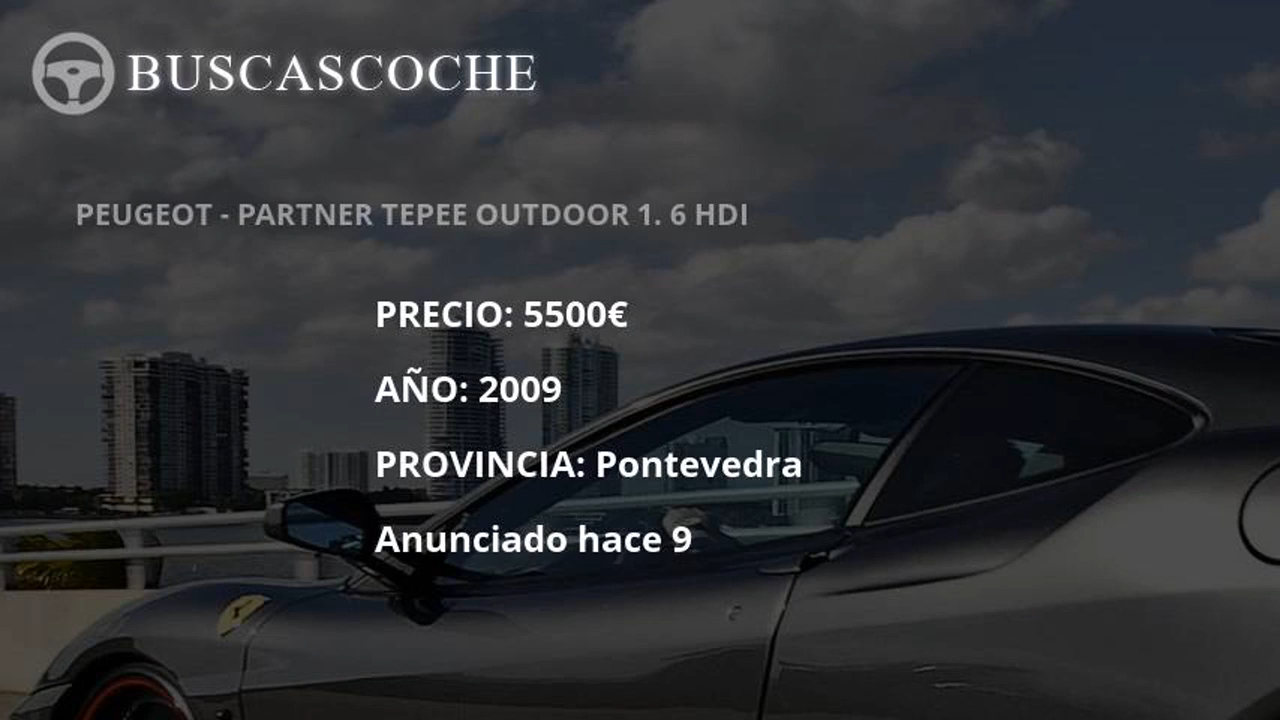 BUSCASCOCHE
PEUGEOT - PARTNER TEPEE OUTDOOR 1. 6 HDI
PRECIO: 5500€
AÑO: 2009
PROVINCIA: Pontevedra
Anunciado hace 9